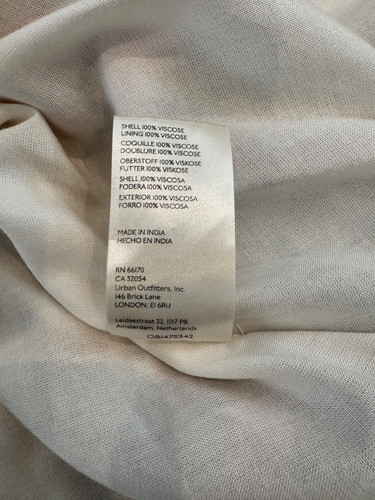 SHELL 100% VISCOSE
LINING 100% VISCOSE
COQUILLE 100% VISCOSE
DOUBLURE 100% VISCOSE
OBERSTOFF 100% VISKOSE
FUTTER 100% VISKOSE
SHELL 100% VISCOSA
FODERA 100% VISCOSA
EXTERIOR 100% VISCOSA
FORRO 100% VISCOSA
MADE IN INDIA
HECHO EN INDIA
RN 66170
CA 32054
Urban Outfitters, Inc.
146 Brick Lane
LONDON, E1 6RU
Leidsestraat 32, 1017 PB
Amsterdam, Netherlands